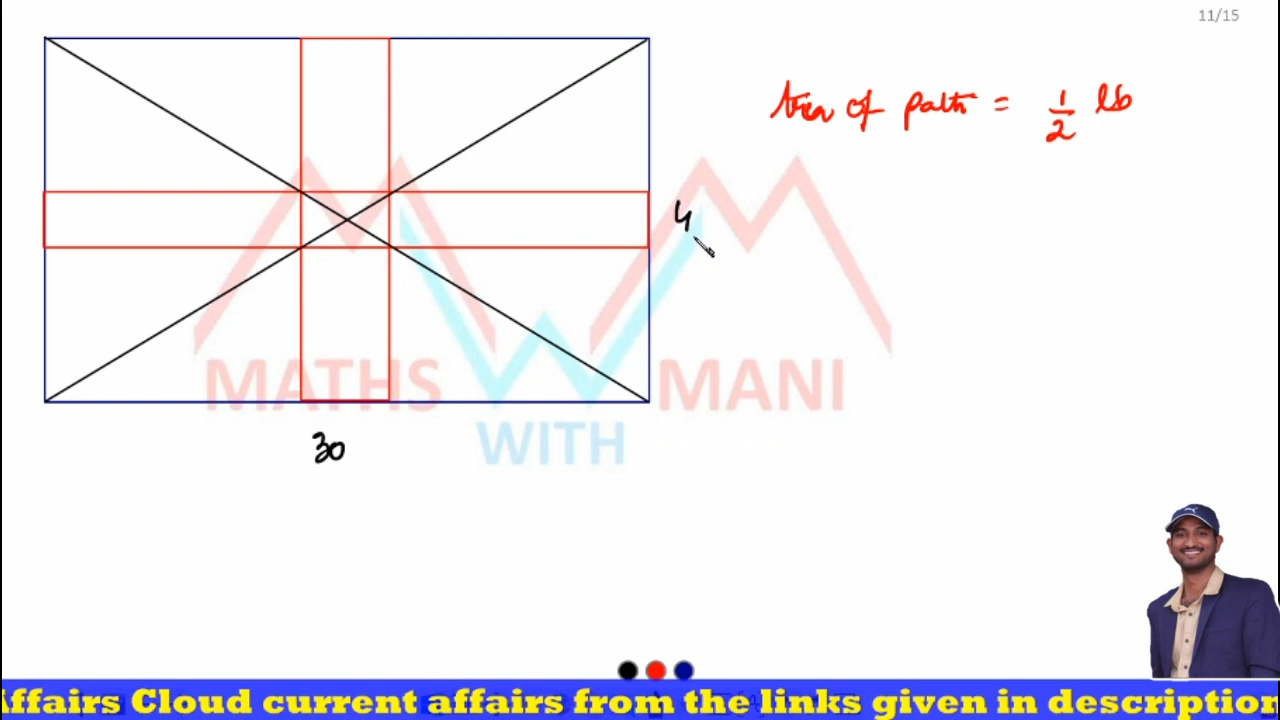 11/15
Area of path = 1/2 lb
4
30
MATHS MANI
WITH
Affairs Cloud current affairs from the links given in description